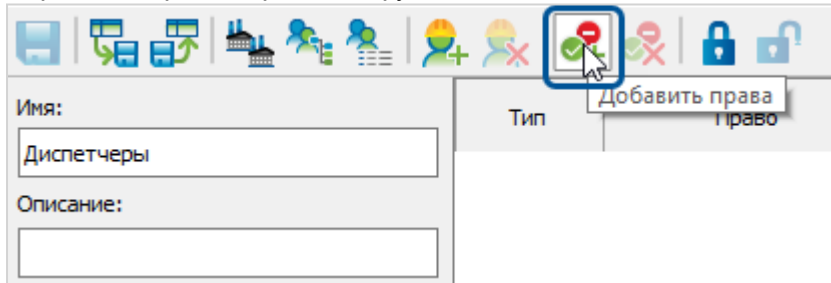 Добавить права
Имя:
Тип
Право
Диспетчеры
Описание: